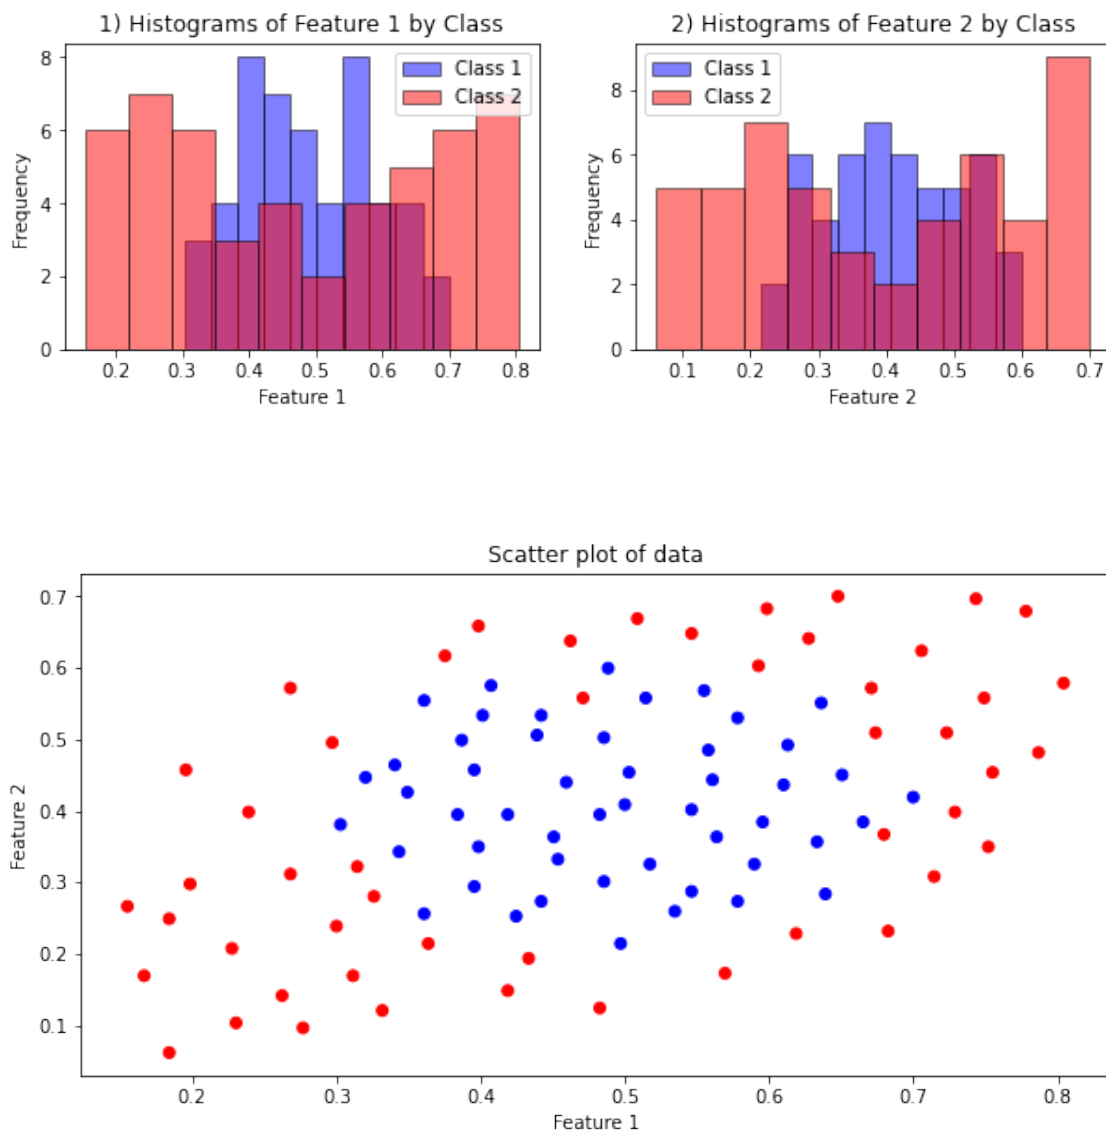 1) Histograms of Feature 1 by Class
8
6
4
2
0
Frequency
Class 1
Class 2
0.2 0.3 0.4 0.5 0.6 0.7 0.8
Feature 1
2) Histograms of Feature 2 by Class
8
6
4
2
0
Frequency
Class 1
Class 2
0.1 0.2 0.3 0.4 0.5 0.6 0.7
Feature 2
Scatter plot of data
0.7
0.6
0.5
0.4
0.3
0.2
0.1
Feature 2
0.2 0.3 0.4 0.5 0.6 0.7 0.8
Feature 1